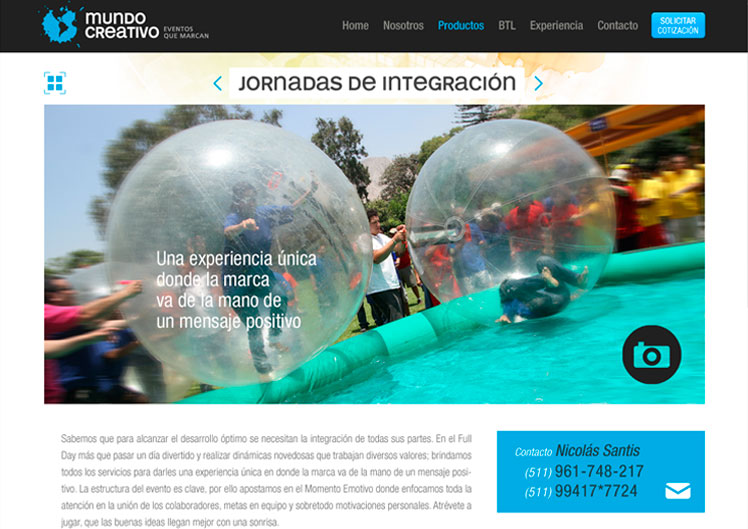 MUNDO
CREATIVO
EVENTOS
QUE MARCAN
Home Nosotros Productos BTL Experiencia Contacto
SOLICITAR
COTIZACIÓN
JORNADAS DE INTEGRACIÓN
Una experiencia única
donde la marca
va de la mano de
un mensaje positivo
Sabemos que para alcanzar el desarrollo óptimo se necesitan la integración de todas sus partes. En el Full
Day más que pasar un día divertido y realizar dinámicas novedosas que trabajan diversos valores; brindamos
todos los servicios para darles una experiencia única en donde la marca va de la mano de un mensaje posi-
tivo. La estructura del evento es clave, por ello apostamos en el Momento Emotivo donde enfocamos toda la
atención en la unión de los colaboradores, metas en equipo y sobretodo motivaciones personales. Atrévete a
jugar, que las buenas ideas llegan mejor con una sonrisa.
Contacto Nicolás Santis
(511) 961-748-217
(511) 99417*7724